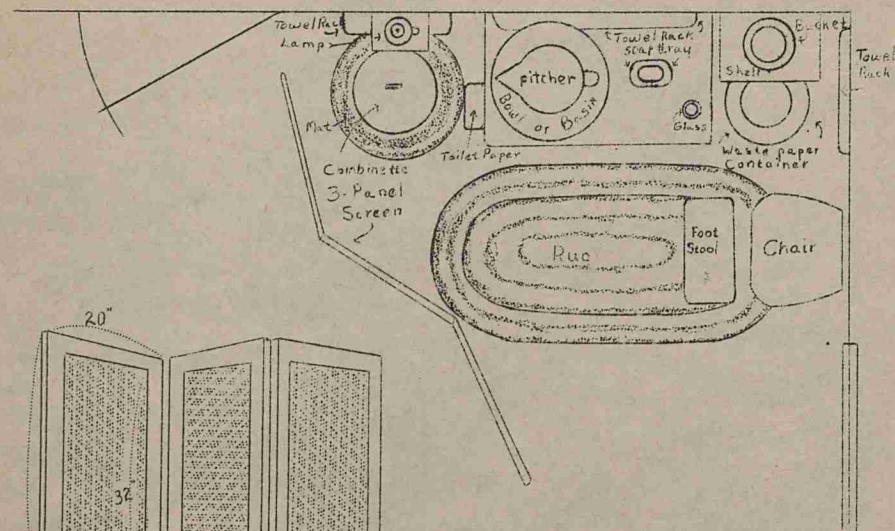 Towel Rack
Lamp
Mat
Combinette
3-Panel
Screen
Toilet Paper
pitcher
Bowl or Basin
Towel Rack
soap tray
Glass
Bucket
Shelf
Towel
Rack
Waste paper
Container
Rug
Foot
Stool
Chair
20"
32